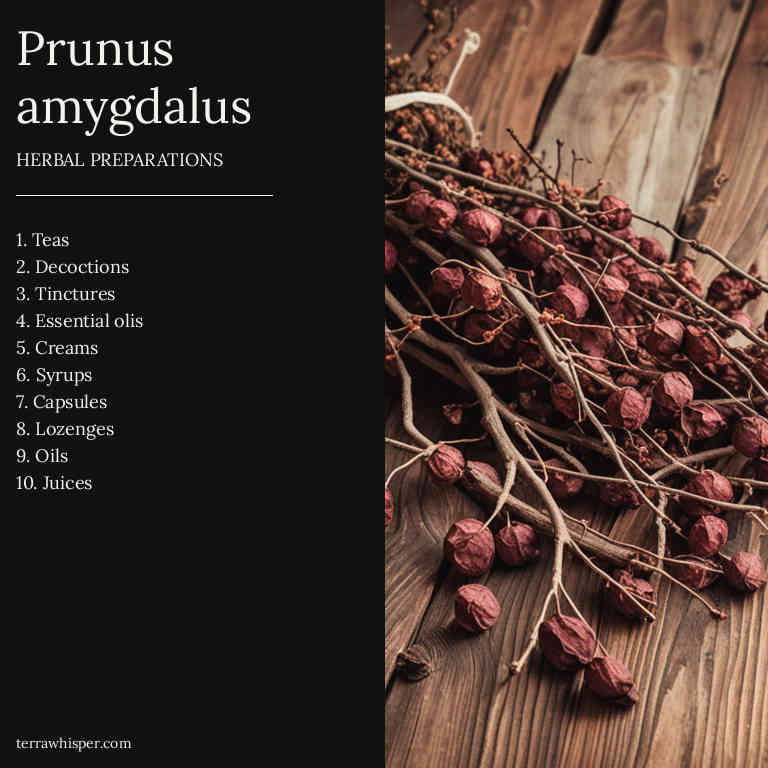 Prunus
amygdalus
HERBAL PREPARATIONS
1. Teas
2. Decoctions
3. Tinctures
4. Essential olis
5. Creams
6. Syrups
7. Capsules
8. Lozenges
9. Oils
10. Juices
terrawhisper.com